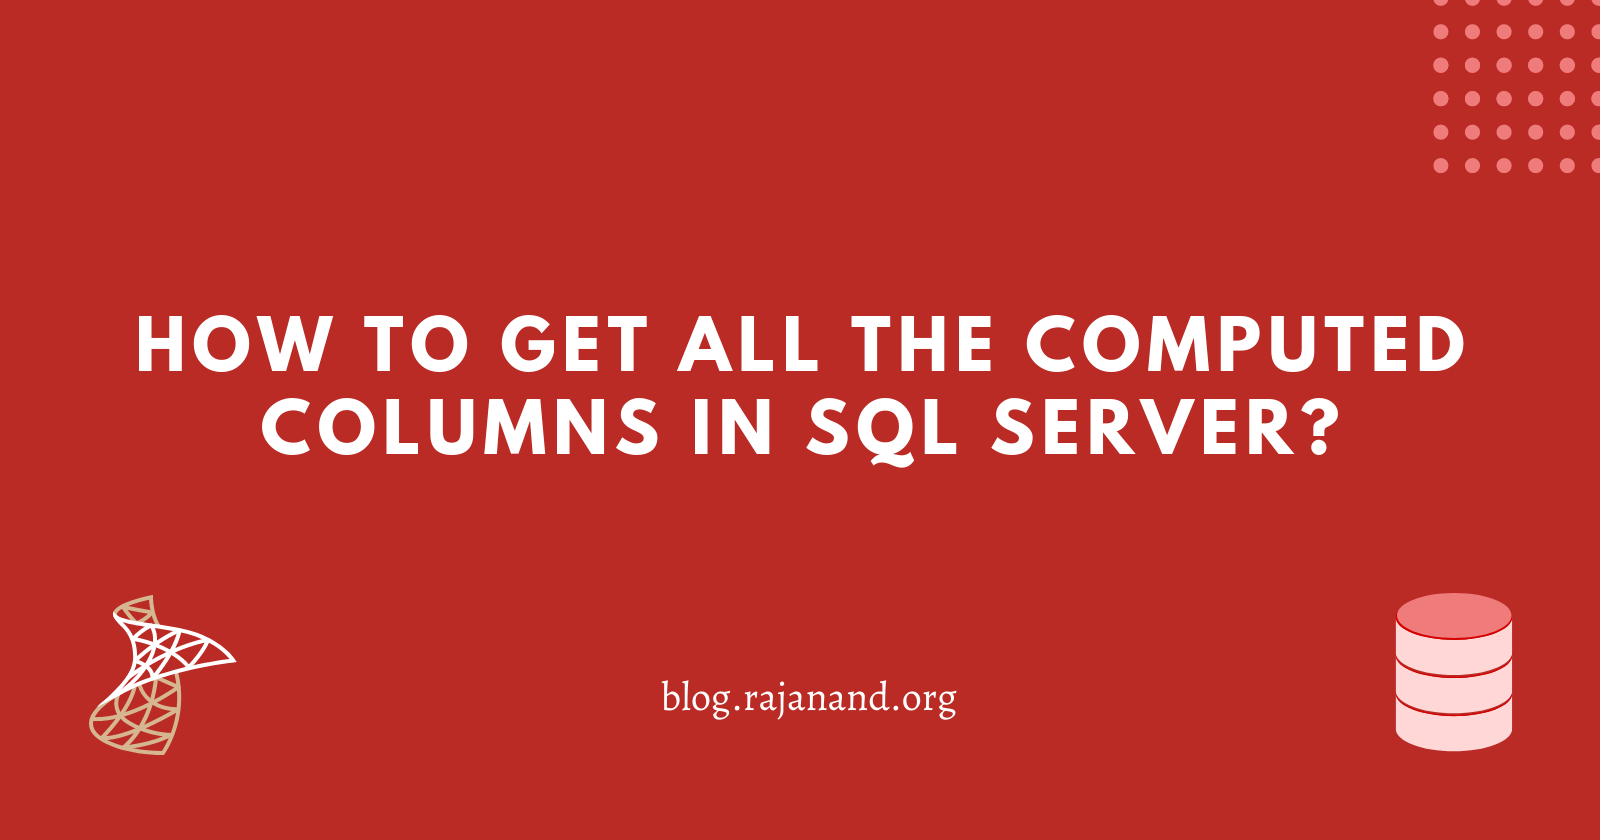 HOW TO GET ALL THE COMPUTED
COLUMNS IN SQL SERVER?
blog.rajanand.org